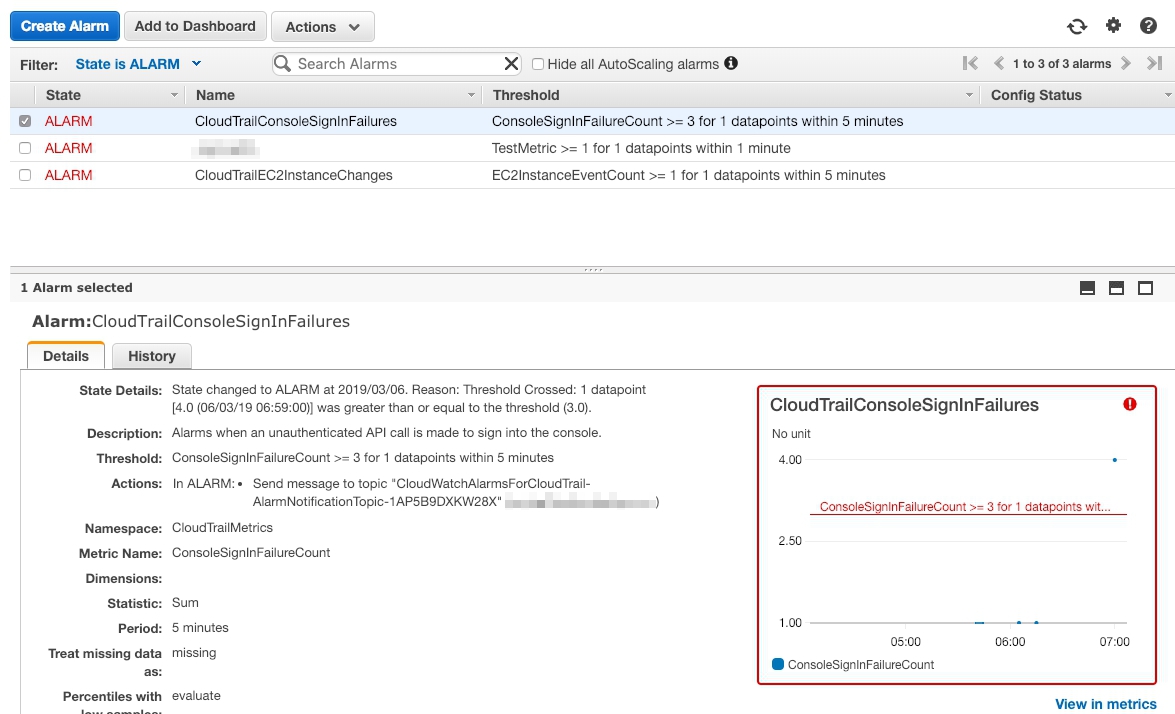 Create Alarm Add to Dashboard Actions
Filter: State is ALARM Search Alarms Hide all AutoScaling alarms 1 to 3 of 3 alarms
State Name Threshold Config Status
ALARM CloudTrailConsoleSignInFailures ConsoleSignInFailureCount >= 3 for 1 datapoints within 5 minutes
ALARM TestMetric >= 1 for 1 datapoints within 1 minute
ALARM CloudTrailEC2InstanceChanges EC2InstanceEventCount >= 1 for 1 datapoints within 5 minutes
1 Alarm selected
Alarm:CloudTrailConsoleSignInFailures
Details History
State Details: State changed to ALARM at 2019/03/06. Reason: Threshold Crossed: 1 datapoint
[4.0 (06/03/19 06:59:00)] was greater than or equal to the threshold (3.0).
Description: Alarms when an unauthenticated API call is made to sign into the console.
Threshold: ConsoleSignInFailureCount >= 3 for 1 datapoints within 5 minutes
Actions: In ALARM: • Send message to topic "CloudWatchAlarmsForCloudTrail-
AlarmNotificationTopic-1AP5B9DXKW28X" )
Namespace: CloudTrailMetrics
Metric Name: ConsoleSignInFailureCount
Dimensions:
Statistic: Sum
Period: 5 minutes
Treat missing data missing
as:
Percentiles with evaluate
low samples:
CloudTrailConsoleSignInFailures
No unit
4.00
ConsoleSignInFailureCount >= 3 for 1 datapoints wit...
2.50
1.00
05:00 06:00 07:00
ConsoleSignInFailureCount
View in metrics